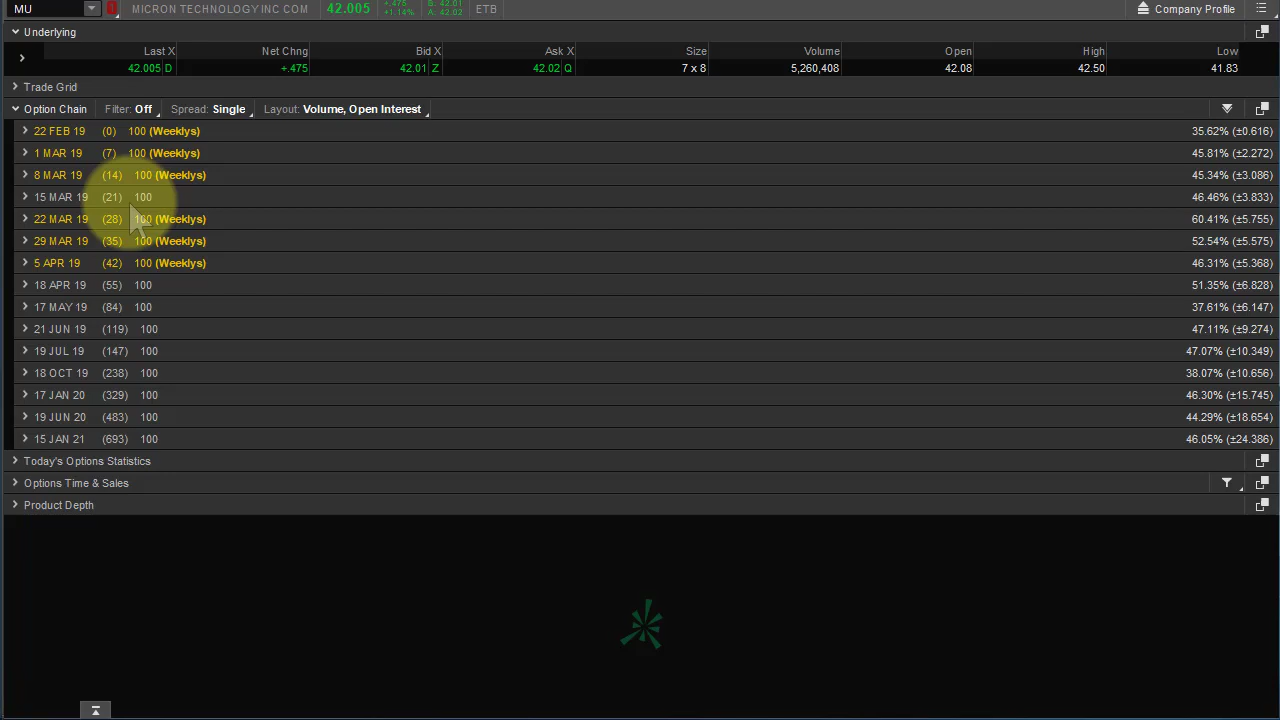 MU MICRON TECHNOLOGY INC COM 42.005 +.475 +1.14% B: 42.01 A: 42.02 ETB Company Profile
Underlying
Last X Net Chng Bid X Ask X Size Volume Open High Low
42.005 D +.475 42.01 Z 42.02 Q 7 x 8 5,260,408 42.08 42.50 41.83
Trade Grid
Option Chain Filter: Off Spread: Single Layout: Volume, Open Interest
22 FEB 19 (0) 100 (Weeklys) 35.62% (±0.616)
1 MAR 19 (7) 100 (Weeklys) 45.81% (±2.272)
8 MAR 19 (14) 100 (Weeklys) 45.34% (±3.086)
15 MAR 19 (21) 100 46.46% (±3.833)
22 MAR 19 (28) 100 (Weeklys) 60.41% (±5.755)
29 MAR 19 (35) 100 (Weeklys) 52.54% (±5.575)
5 APR 19 (42) 100 (Weeklys) 46.31% (±5.368)
18 APR 19 (55) 100 51.35% (±6.828)
17 MAY 19 (84) 100 37.61% (±6.147)
21 JUN 19 (119) 100 47.11% (±9.274)
19 JUL 19 (147) 100 47.07% (±10.349)
18 OCT 19 (238) 100 38.07% (±10.656)
17 JAN 20 (329) 100 46.30% (±15.745)
19 JUN 20 (483) 100 44.29% (±18.654)
15 JAN 21 (693) 100 46.05% (±24.386)
Today's Options Statistics
Options Time & Sales
Product Depth